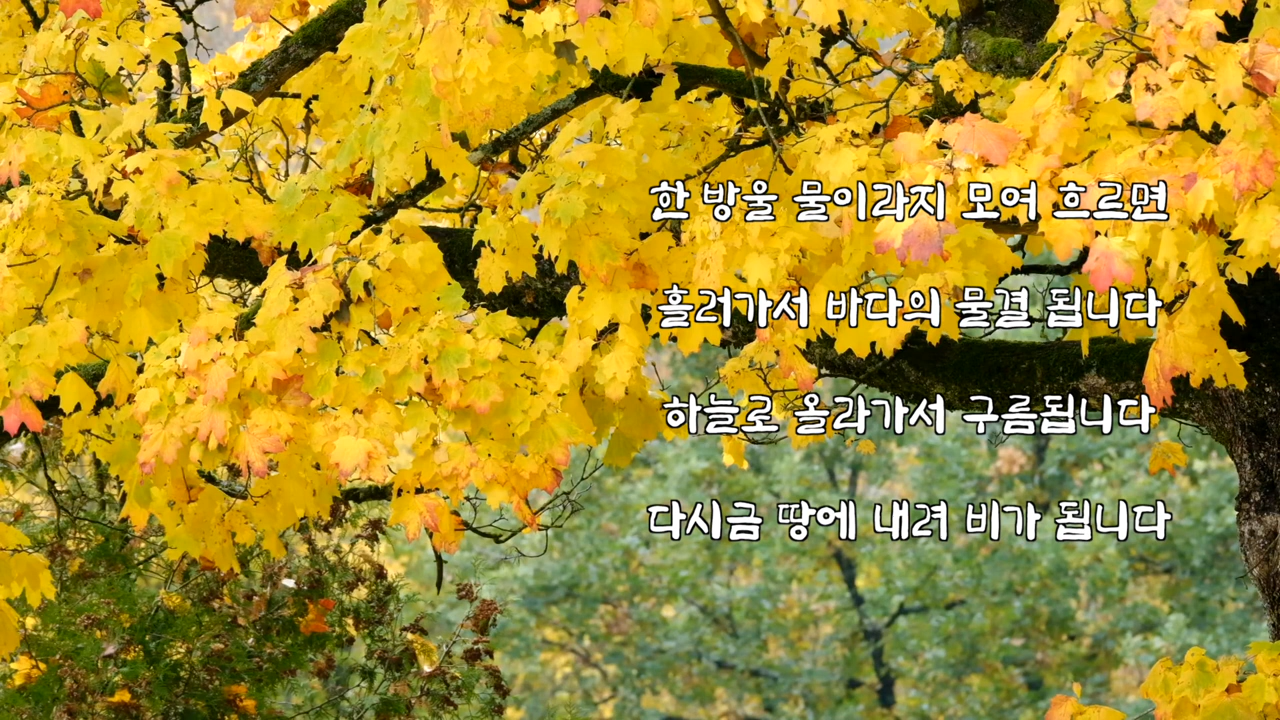 한 방울 물이라지 모여 흐르면
흘러가서 바다의 물결 됩니다
하늘로 올라가서 구름됩니다
다시금 땅에 내려 비가 됩니다